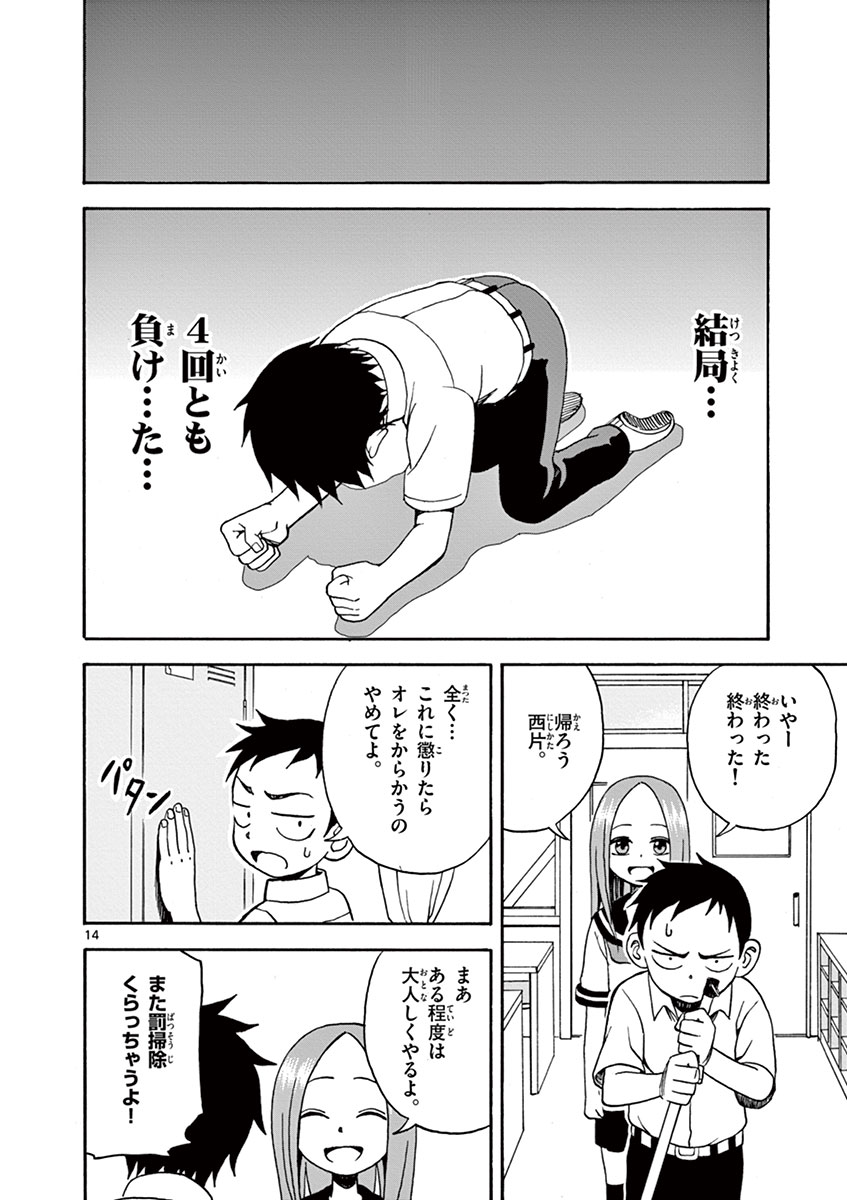 結局…
4回とも
負け…た…
いやー
終わった
終わった！
帰ろう
西片。
全く…
これに懲りたら
オレをからかうの
やめてよ。
パタン
まあ
ある程度は
大人しくやるよ。
また罰掃除
くらっちゃうよ！
14